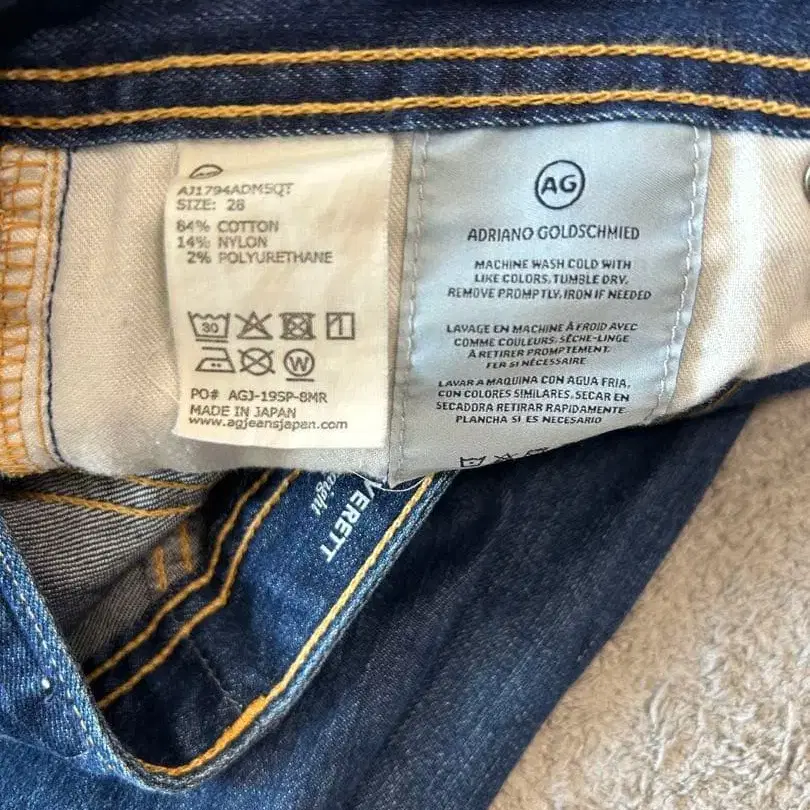 AJ1794ADM5QT
SIZE: 28
84% COTTON
14% NYLON
2% POLYURETHANE
30
W
PO# AGJ-19SP-8MR
MADE IN JAPAN
www.agjeansjapan.com
AG
ADRIANO GOLDSCHMIED
MACHINE WASH COLD WITH
LIKE COLORS, TUMBLE DRY,
REMOVE PROMPTLY, IRON IF NEEDED
LAVAGE EN MACHINE À FROID AVEC
COMME COULEURS, SÈCHE-LINGE
À RETIRER PROMPTEMENT,
FER SI NÉCESSAIRE
LAVAR A MAQUINA CON AGUA FRIA,
CON COLORES SIMILARES, SECAR EN
SECADORA RETIRAR RAPIDAMENTE.
PLANCHA SI ES NECESARIO
VERETT